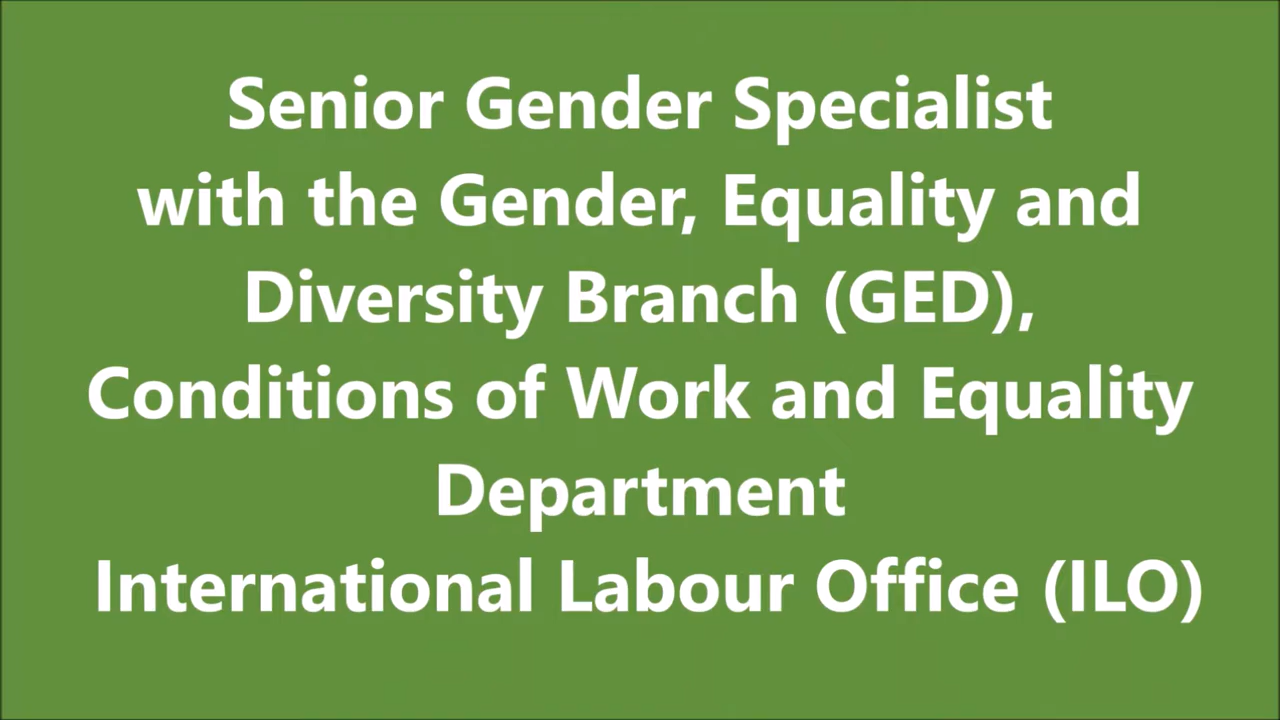 Senior Gender Specialist
with the Gender, Equality and
Diversity Branch (GED),
Conditions of Work and Equality
Department
International Labour Office (ILO)